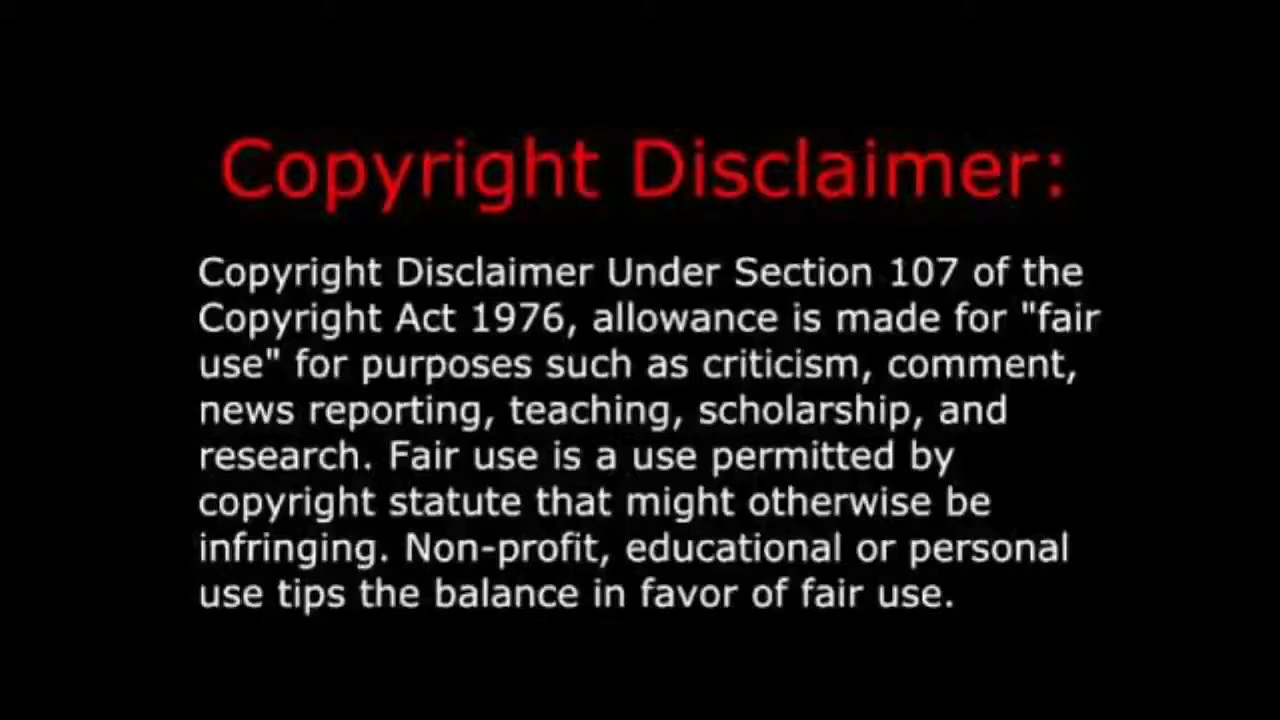 Copyright Disclaimer:
Copyright Disclaimer Under Section 107 of the
Copyright Act 1976, allowance is made for "fair
use" for purposes such as criticism, comment,
news reporting, teaching, scholarship, and
research. Fair use is a use permitted by
copyright statute that might otherwise be
infringing. Non-profit, educational or personal
use tips the balance in favor of fair use.